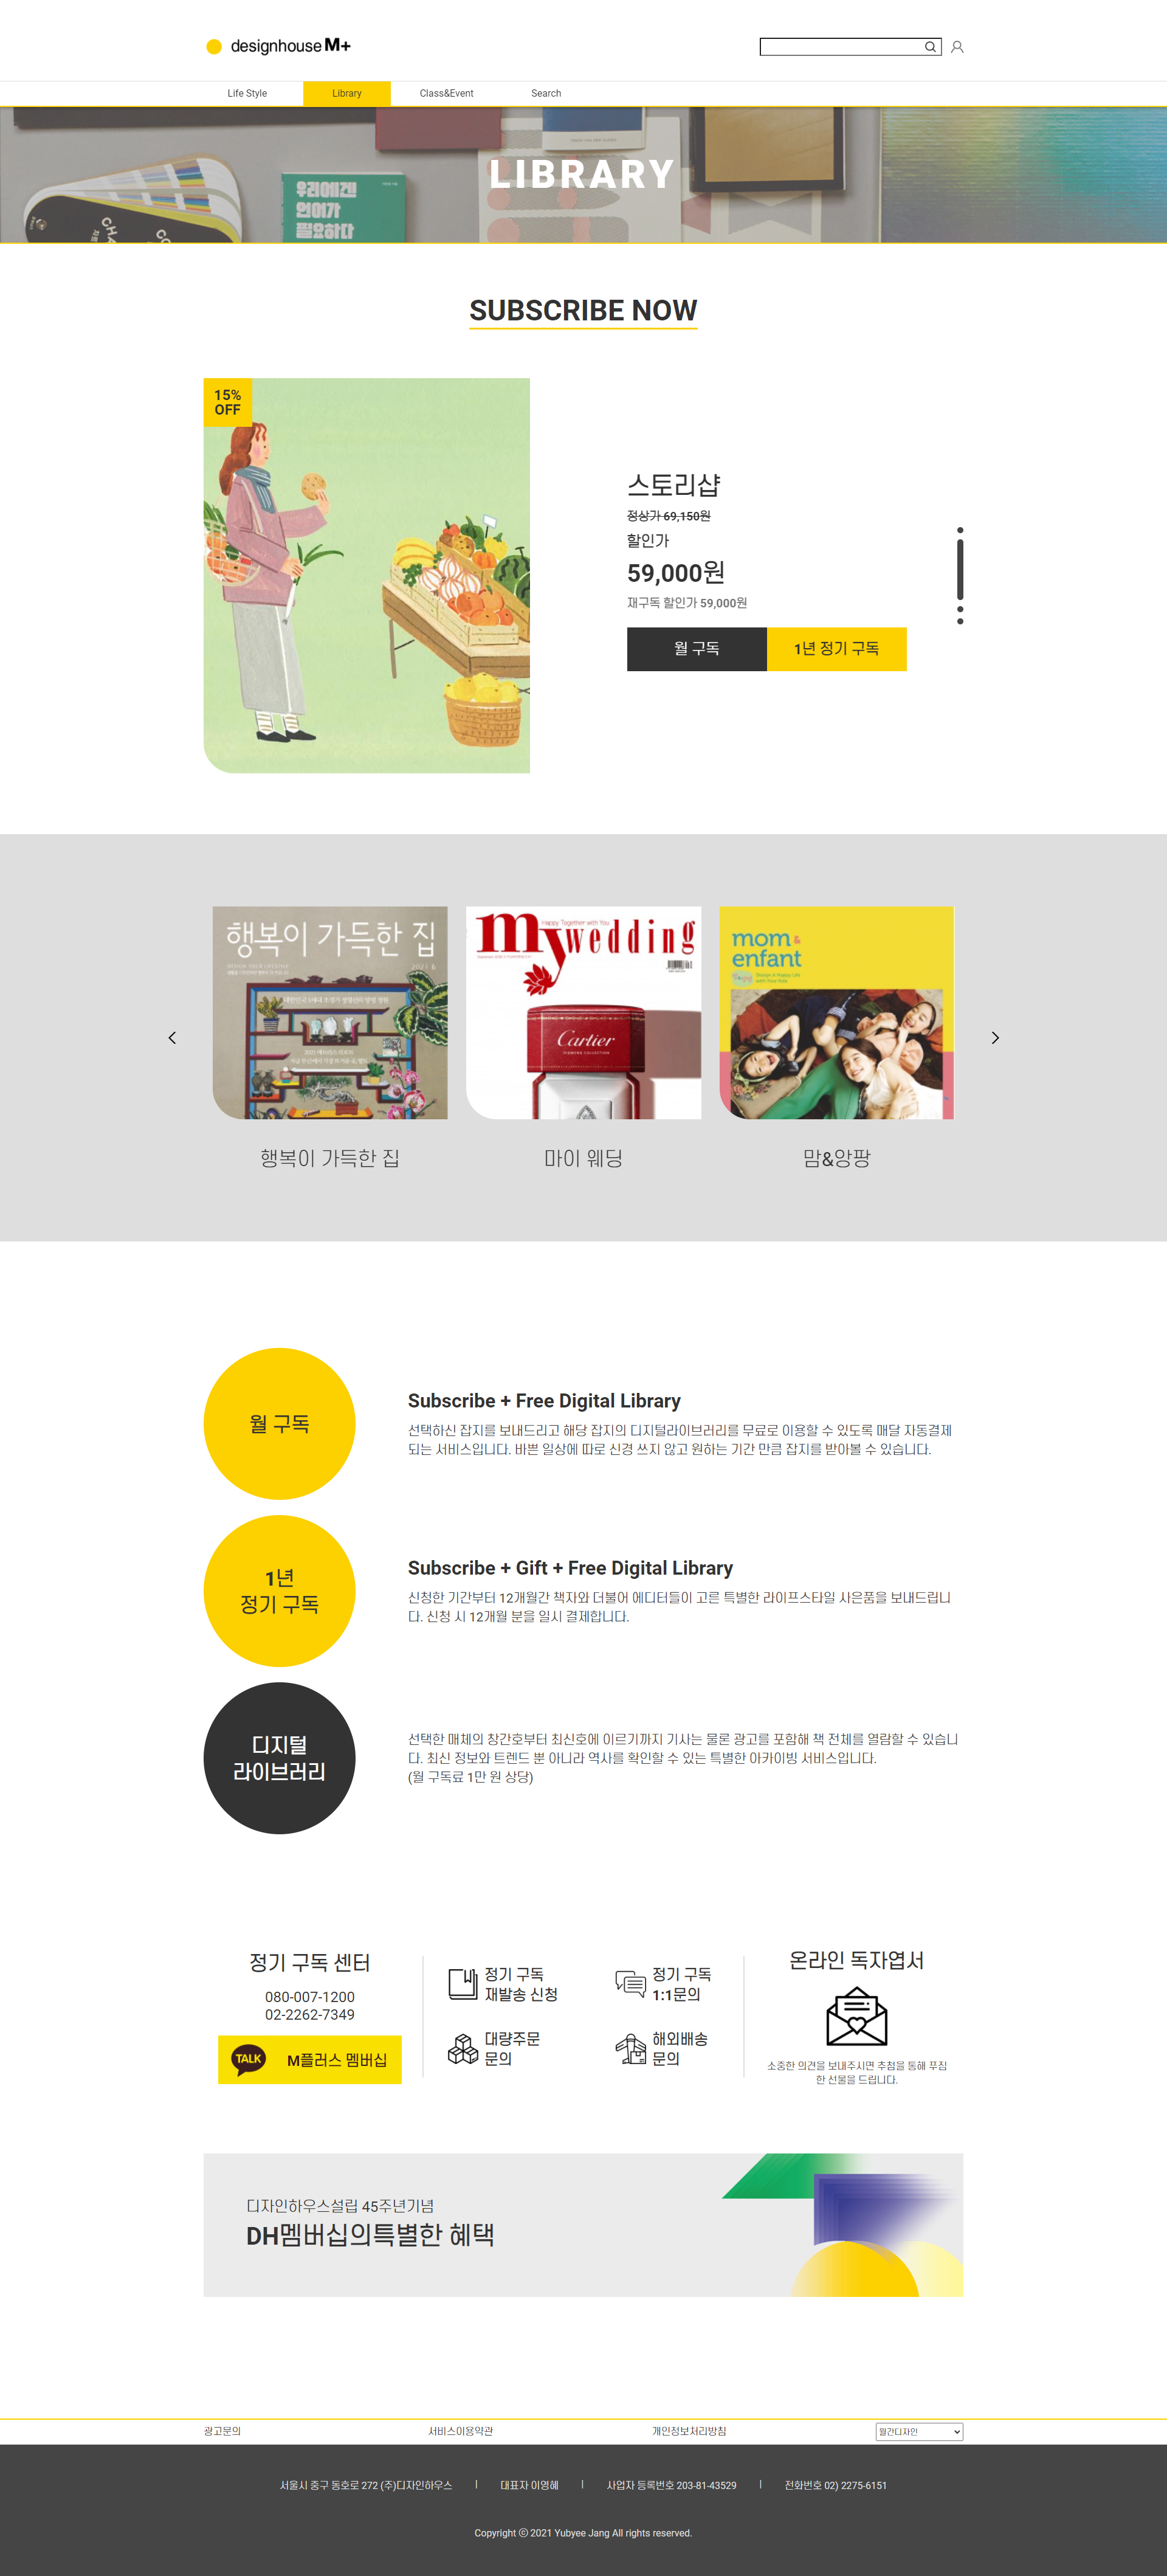 designhouse M+
Life Style
Library
Class&Event
Search
LIBRARY
우리에겐
언어가
필요하다
SUBSCRIBE NOW
15%
OFF
스토리샵
정상가 69,150원
할인가
59,000원
재구독 할인가 59,000원
월 구독
1년 정기 구독
행복이 가득한 집
2021. 6
my wedding
Happy Together with You
Cartier
mom &
enfant
행복이 가득한 집
마이 웨딩
맘&앙팡
월 구독
Subscribe + Free Digital Library
선택하신 잡지를 보내드리고 해당 잡지의 디지털라이브러리를 무료로 이용할 수 있도록 매달 자동결제
되는 서비스입니다. 바쁜 일상에 따로 신경 쓰지 않고 원하는 기간 만큼 잡지를 받아볼 수 있습니다.
1년
정기 구독
Subscribe + Gift + Free Digital Library
신청한 기간부터 12개월간 책자와 더불어 에디터들이 고른 특별한 라이프스타일 사은품을 보내드립니
다. 신청 시 12개월 분을 일시 결제합니다.
디지털
라이브러리
선택한 매체의 창간호부터 최신호에 이르기까지 기사는 물론 광고를 포함해 책 전체를 열람할 수 있습니
다. 최신 정보와 트렌드 뿐 아니라 역사를 확인할 수 있는 특별한 아카이빙 서비스입니다.
(월 구독료 1만 원 상당)
정기 구독 센터
080-007-1200
02-2262-7349
TALK
M플러스 멤버십
정기 구독
재발송 신청
정기 구독
1:1문의
대량주문
문의
해외배송
문의
온라인 독자엽서
소중한 의견을 보내주시면 추첨을 통해 푸짐
한 선물을 드립니다.
디자인하우스설립 45주년기념
DH멤버십의특별한 혜택
광고문의
서비스이용약관
개인정보처리방침
월간디자인
서울시 중구 동호로 272 (주)디자인하우스 | 대표자 이영혜 | 사업자 등록번호 203-81-43529 | 전화번호 02) 2275-6151
Copyright ⓒ 2021 Yubyee Jang All rights reserved.